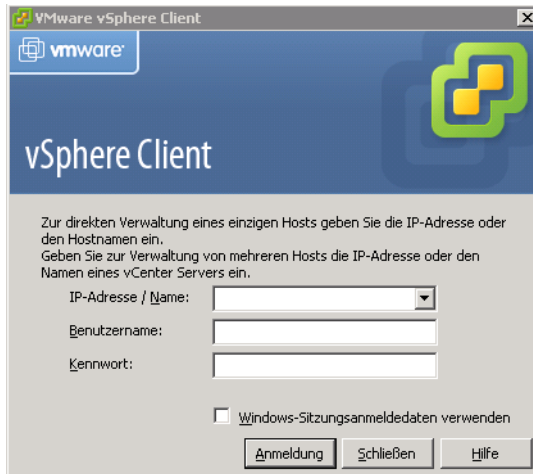 VMware vSphere Client
vmware
vSphere Client
Zur direkten Verwaltung eines einzigen Hosts geben Sie die IP-Adresse oder
den Hostnamen ein.
Geben Sie zur Verwaltung von mehreren Hosts die IP-Adresse oder den
Namen eines vCenter Servers ein.
IP-Adresse / Name:
Benutzername:
Kennwort:
Windows-Sitzungsanmeldedaten verwenden
Anmeldung Schließen Hilfe